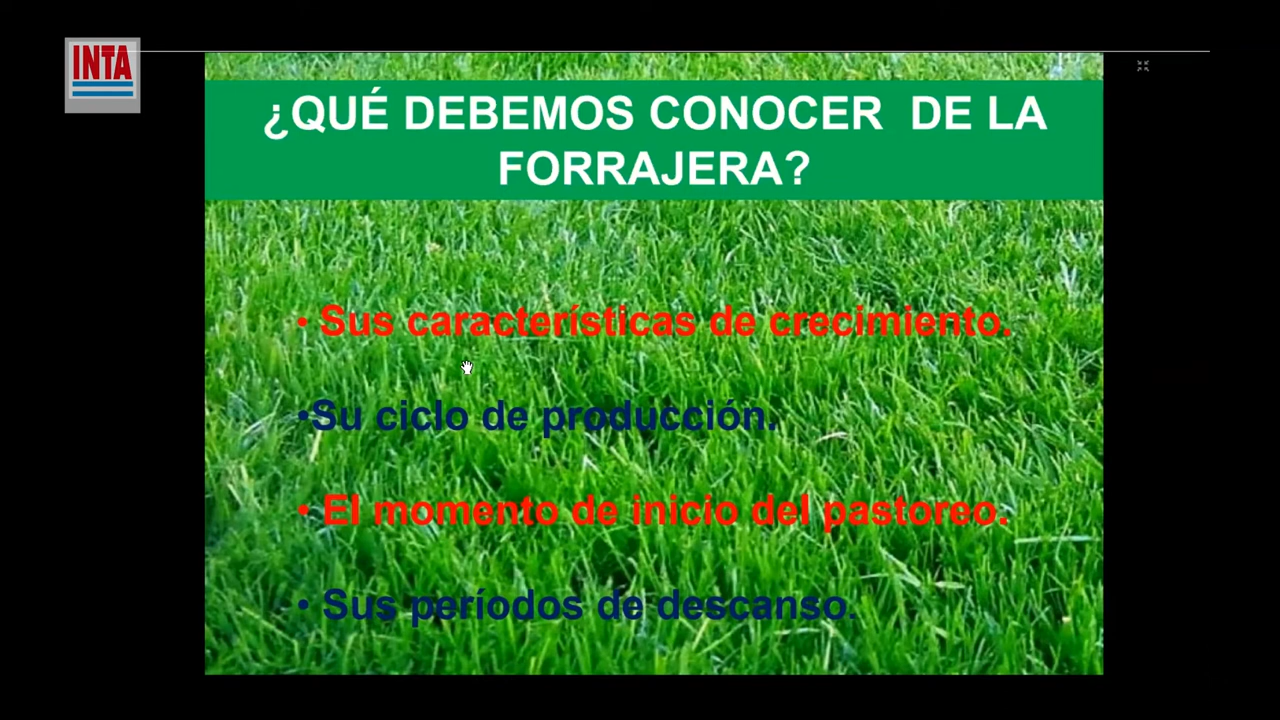 INTA
¿QUÉ DEBEMOS CONOCER DE LA
FORRAJERA?
• Sus características de crecimiento.
•Su ciclo de producción.
• El momento de inicio del pastoreo.
• Sus períodos de descanso.